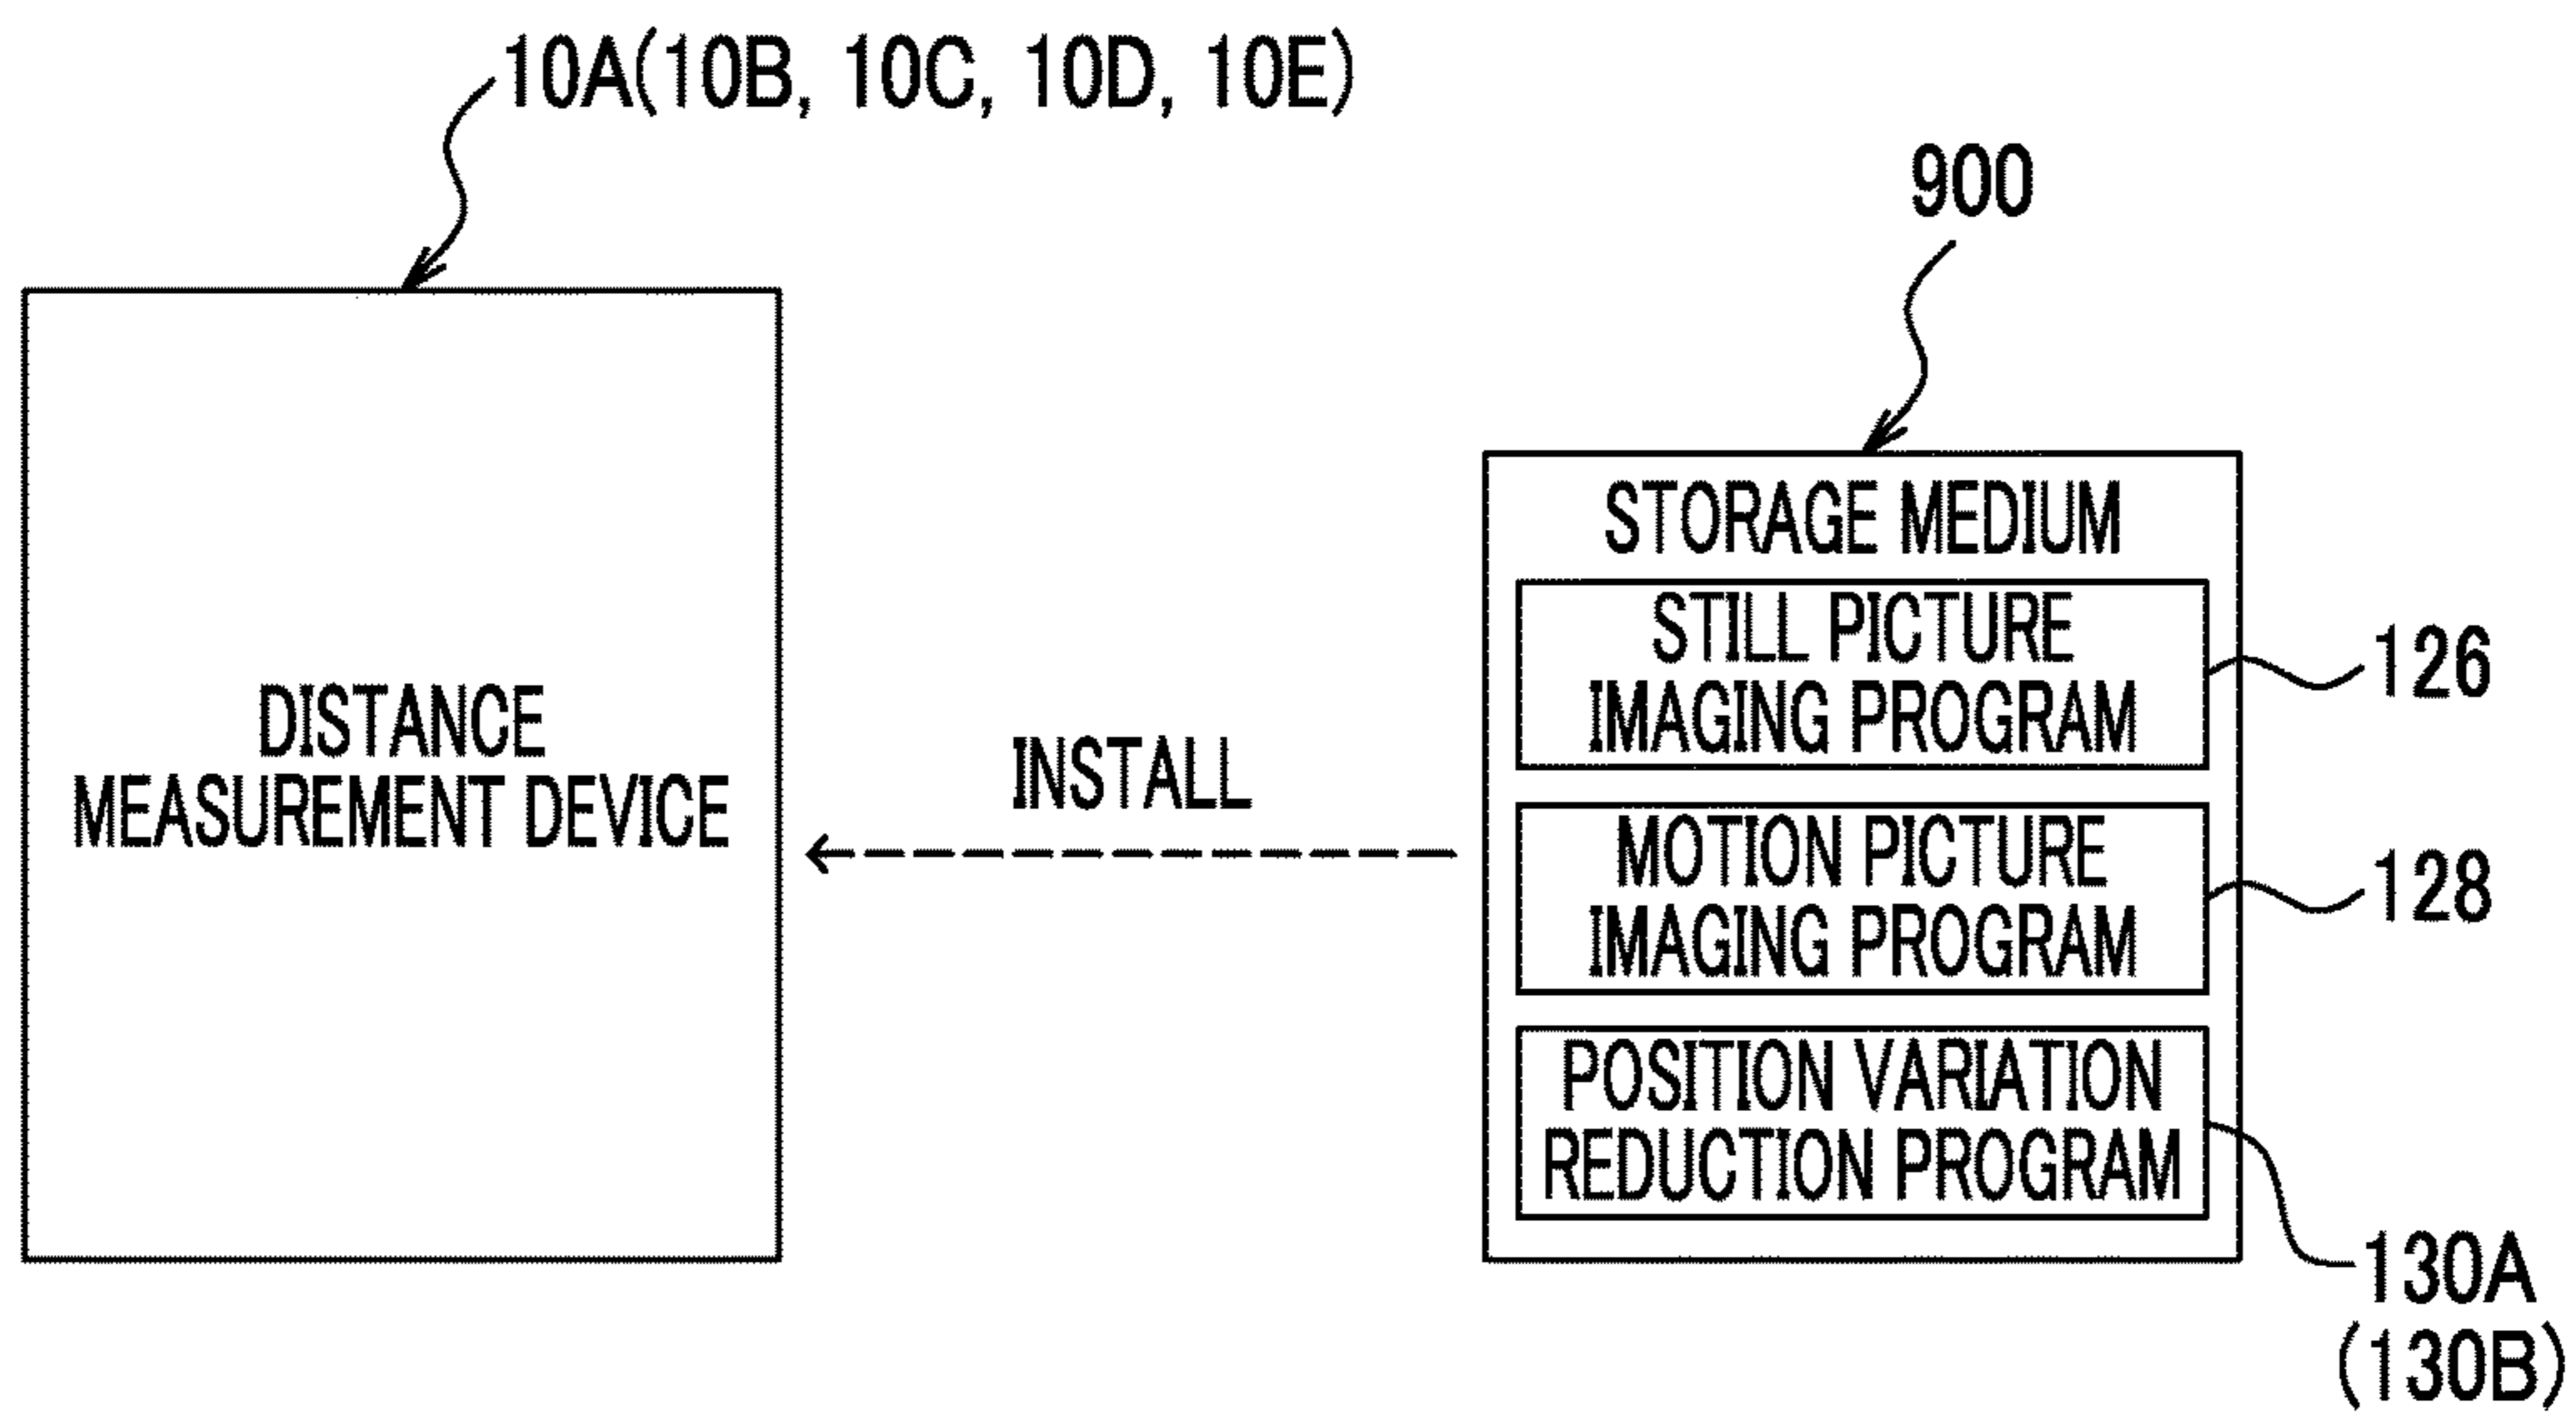 10A(10B, 10C, 10D, 10E)
900
DISTANCE
MEASUREMENT DEVICE
INSTALL
STORAGE MEDIUM
STILL PICTURE
IMAGING PROGRAM
126
MOTION PICTURE
IMAGING PROGRAM
128
POSITION VARIATION
REDUCTION PROGRAM
130A
(130B)